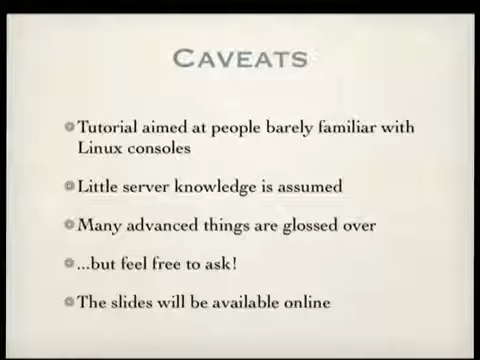 CAVEATS
Tutorial aimed at people barely familiar with
Linux consoles
Little server knowledge is assumed
Many advanced things are glossed over
...but feel free to ask!
The slides will be available online